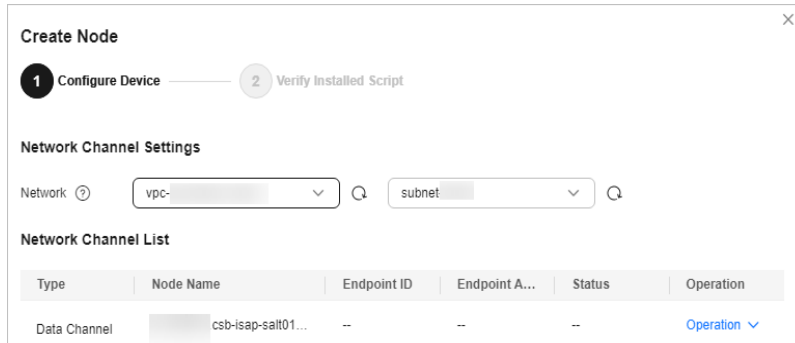 Create Node
1 Configure Device 2 Verify Installed Script
Network Channel Settings
Network ? vpc- subnet
Network Channel List
Type Node Name Endpoint ID Endpoint A... Status Operation
Data Channel csb-isap-salt01... -- -- -- Operation